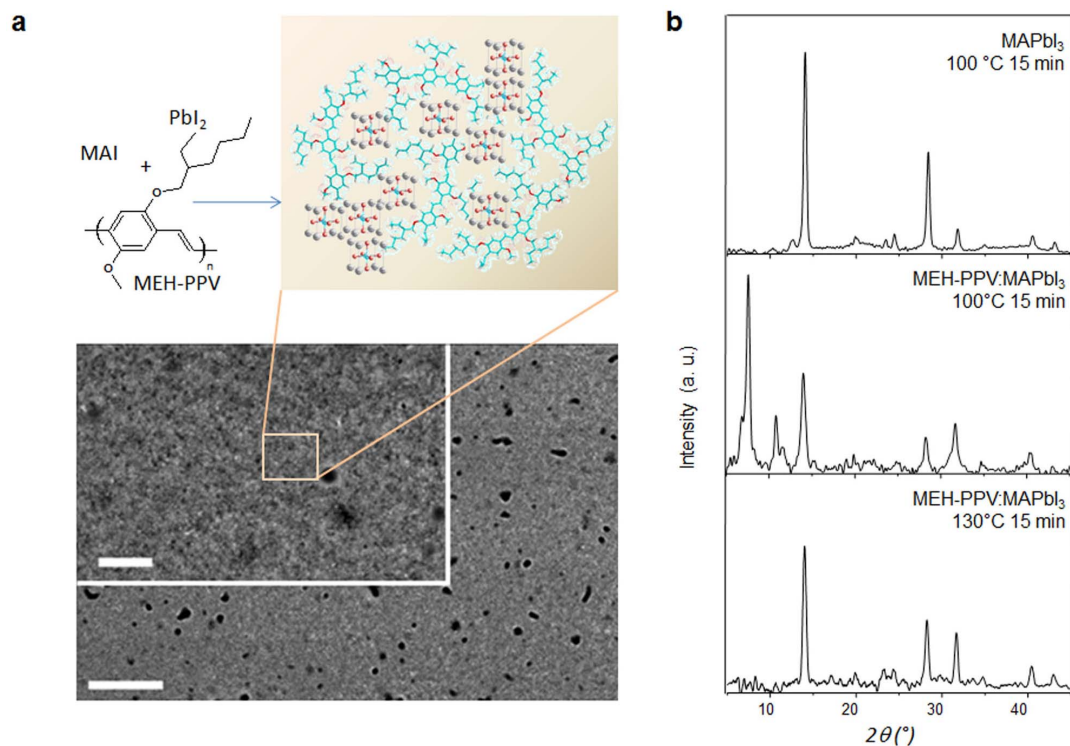 a
PbI₂
MAI
+
O
O
n
MEH-PPV
b
MAPbI₃
100 °C 15 min
MEH-PPV:MAPbI₃
100°C 15 min
MEH-PPV:MAPbI₃
130°C 15 min
Intensity (a. u.)
10 20 30 40
2θ (°)